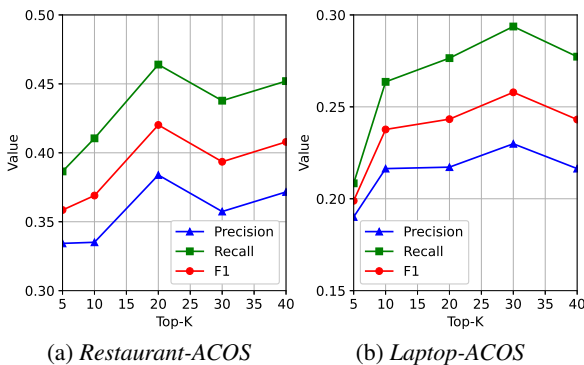 0.50
0.45
0.40
0.35
0.30
Value
5 10 15 20 25 30 35 40
Top-K
Precision
Recall
F1
(a) Restaurant-ACOS
0.30
0.25
0.20
0.15
Value
5 10 15 20 25 30 35 40
Top-K
Precision
Recall
F1
(b) Laptop-ACOS